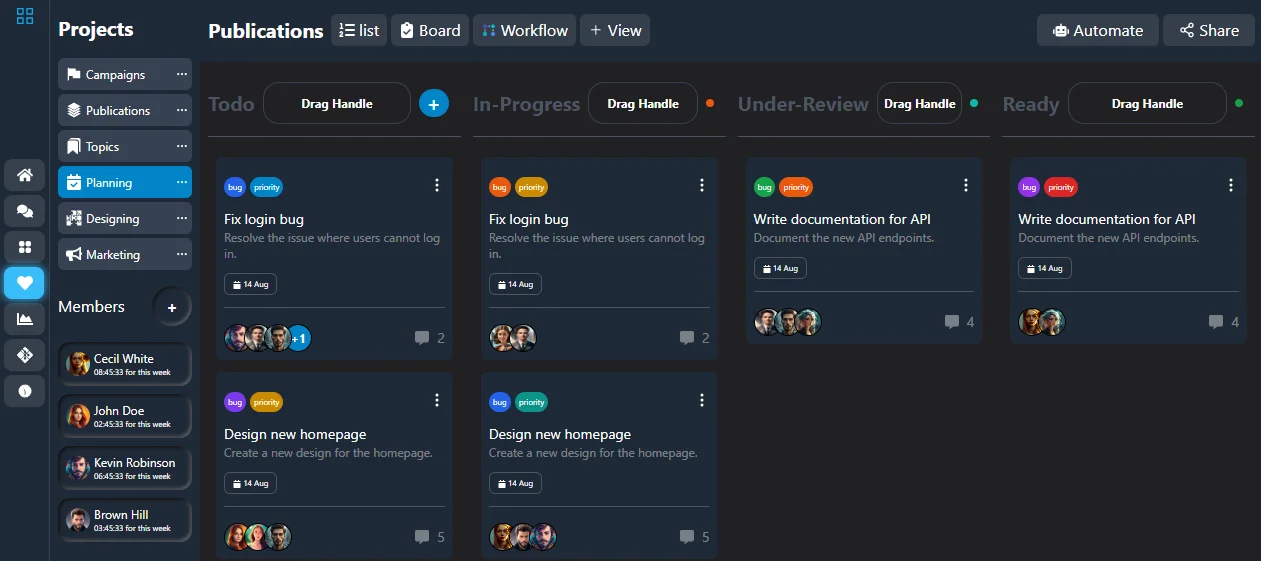 Projects
Campaigns ...
Publications ...
Topics ...
Planning ...
Designing ...
Marketing ...
Members +
Cecil White
08:45:33 for this week
John Doe
02:45:33 for this week
Kevin Robinson
06:45:33 for this week
Brown Hill
03:45:33 for this week
Publications list Board Workflow + View Automate Share
Todo Drag Handle +
bug priority
Fix login bug
Resolve the issue where users cannot log
in.
14 Aug
+1 2
bug priority
Design new homepage
Create a new design for the homepage.
14 Aug
5
In-Progress Drag Handle
bug priority
Fix login bug
Resolve the issue where users cannot log
in.
14 Aug
2
bug priority
Design new homepage
Create a new design for the homepage.
14 Aug
5
Under-Review Drag Handle
bug priority
Write documentation for API
Document the new API endpoints.
14 Aug
4
Ready Drag Handle
bug priority
Write documentation for API
Document the new API endpoints.
14 Aug
4